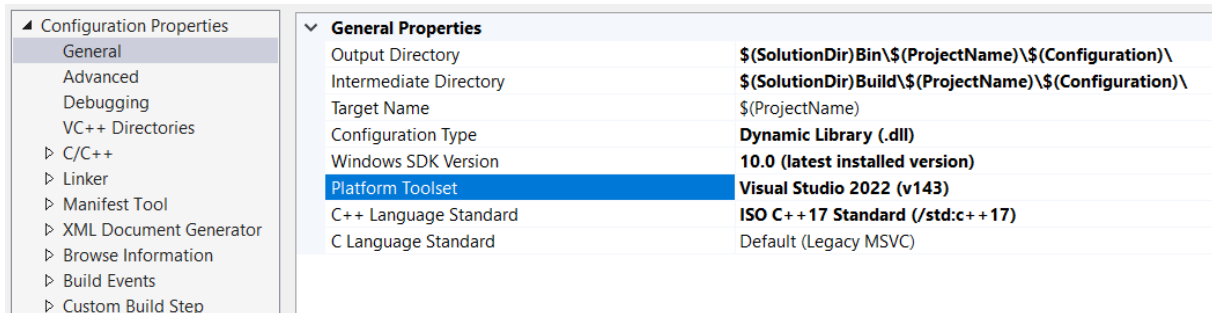 Configuration Properties
General
Advanced
Debugging
VC++ Directories
C/C++
Linker
Manifest Tool
XML Document Generator
Browse Information
Build Events
Custom Build Step
General Properties
Output Directory $(SolutionDir)Bin\$(ProjectName)\$(Configuration)\
Intermediate Directory $(SolutionDir)Build\$(ProjectName)\$(Configuration)\
Target Name $(ProjectName)
Configuration Type Dynamic Library (.dll)
Windows SDK Version 10.0 (latest installed version)
Platform Toolset Visual Studio 2022 (v143)
C++ Language Standard ISO C++17 Standard (/std:c++17)
C Language Standard Default (Legacy MSVC)